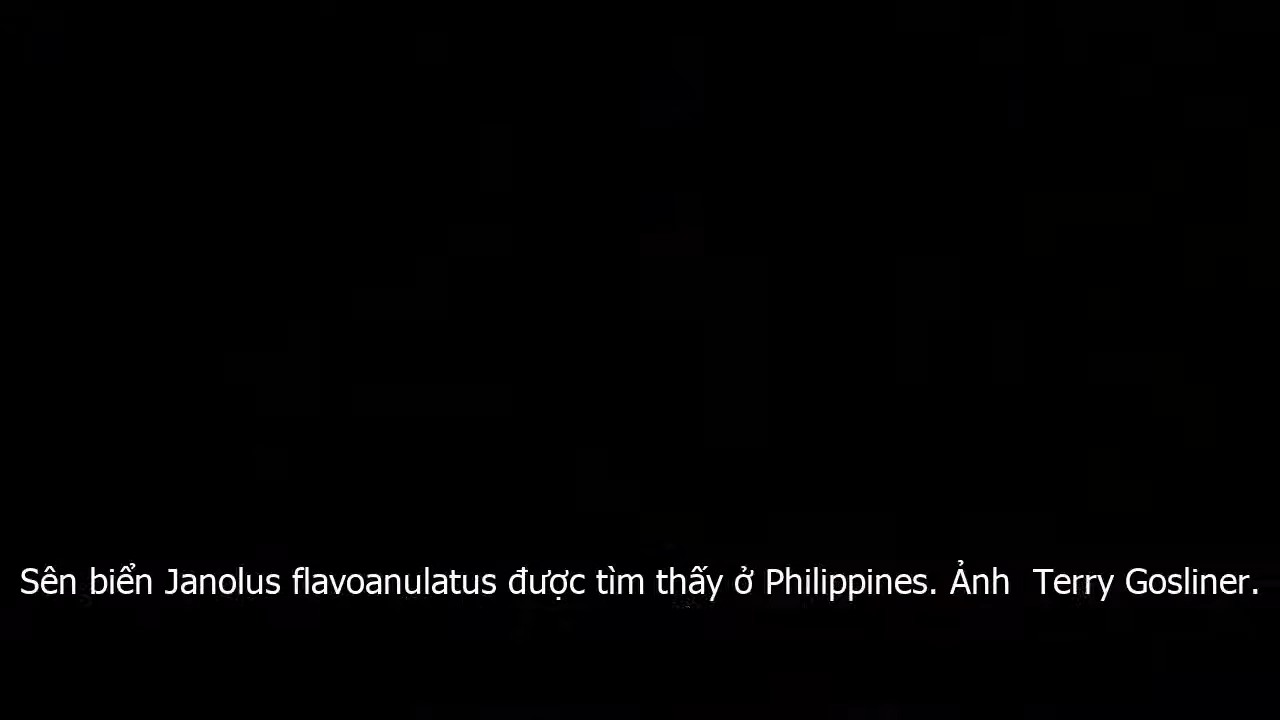 Sên biển Janolus flavoanulatus được tìm thấy ở Philippines. Ảnh  Terry Gosliner.